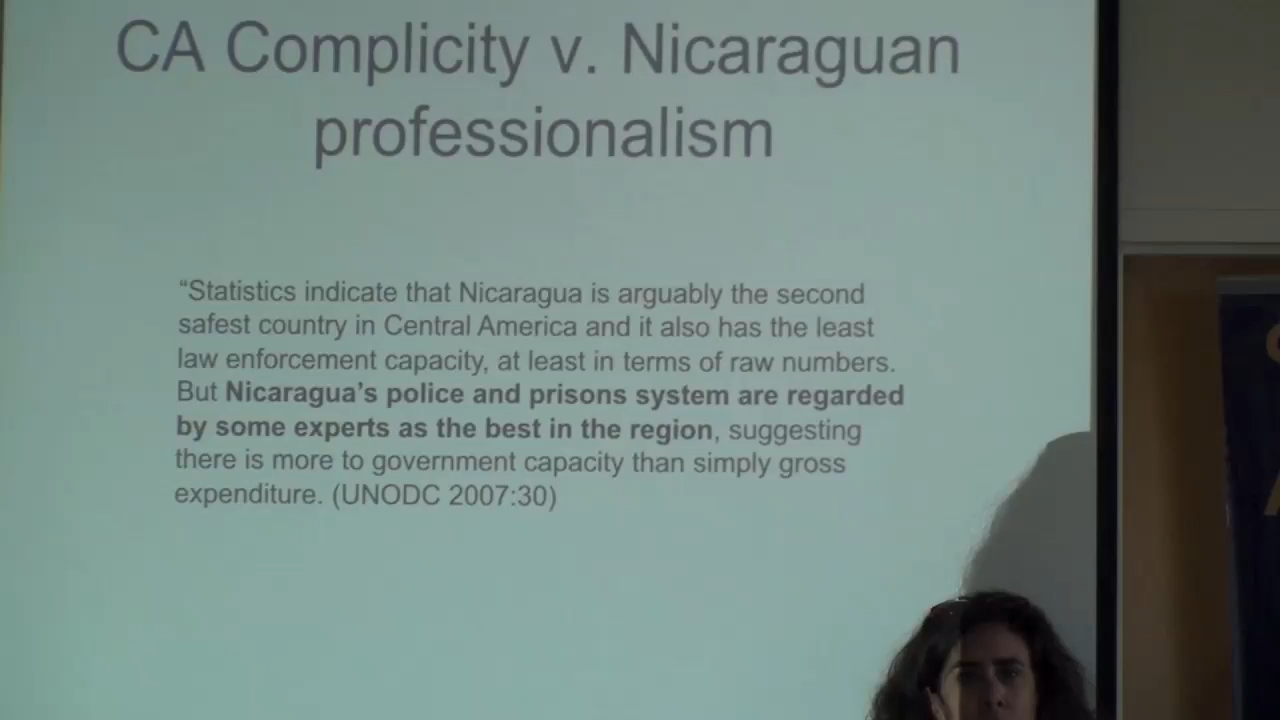 CA Complicity v. Nicaraguan
professionalism
“Statistics indicate that Nicaragua is arguably the second
safest country in Central America and it also has the least
law enforcement capacity, at least in terms of raw numbers.
But Nicaragua’s police and prisons system are regarded
by some experts as the best in the region, suggesting
there is more to government capacity than simply gross
expenditure. (UNODC 2007:30)